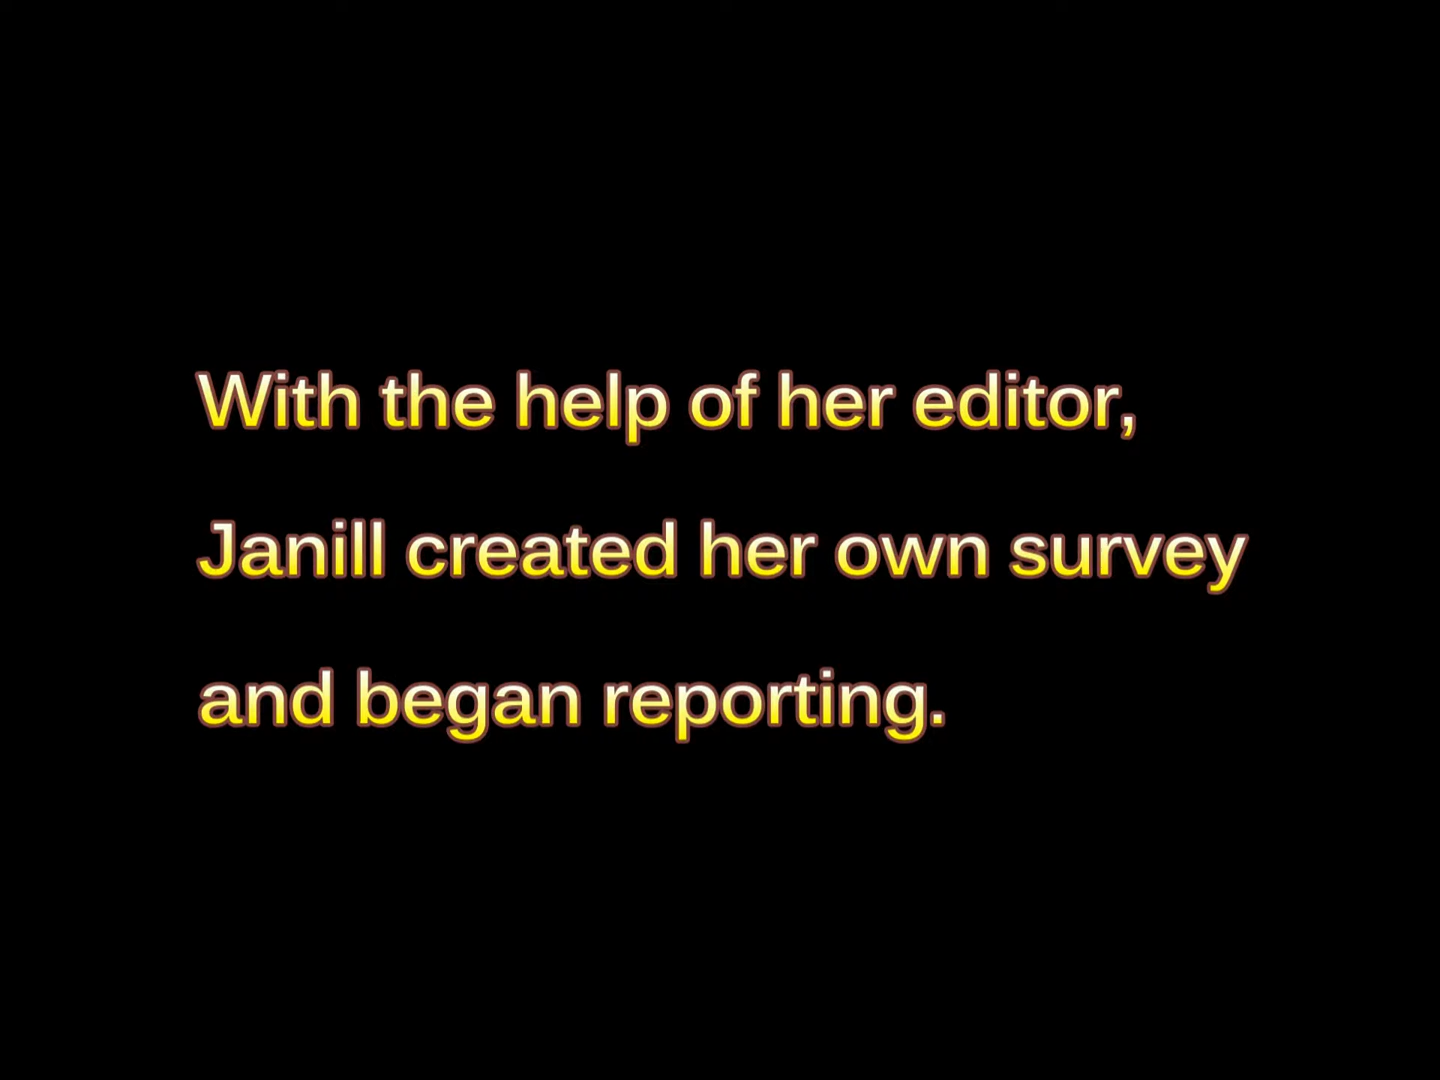 With the help of her editor,
Janill created her own survey
and began reporting.